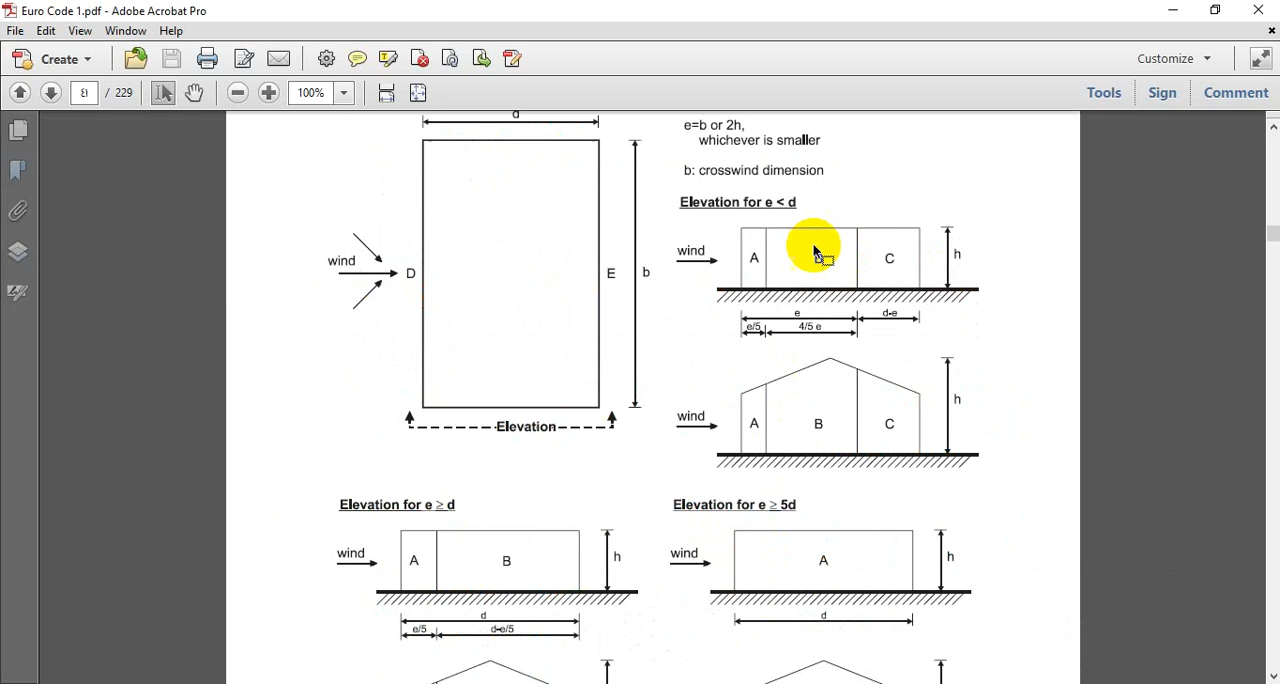 Euro Code 1.pdf - Adobe Acrobat Pro
File Edit View Window Help
Create
Customize
/ 229
100%
Tools Sign Comment
d
e=b or 2h,
whichever is smaller
b: crosswind dimension
Elevation for e < d
wind
A
C
h
e
d-e
e/5
4/5 e
wind
D
E
b
Elevation
wind
A
B
C
h
Elevation for e ≥ d
Elevation for e ≥ 5d
wind
A
B
h
d
e/5
d-e/5
wind
A
h
d